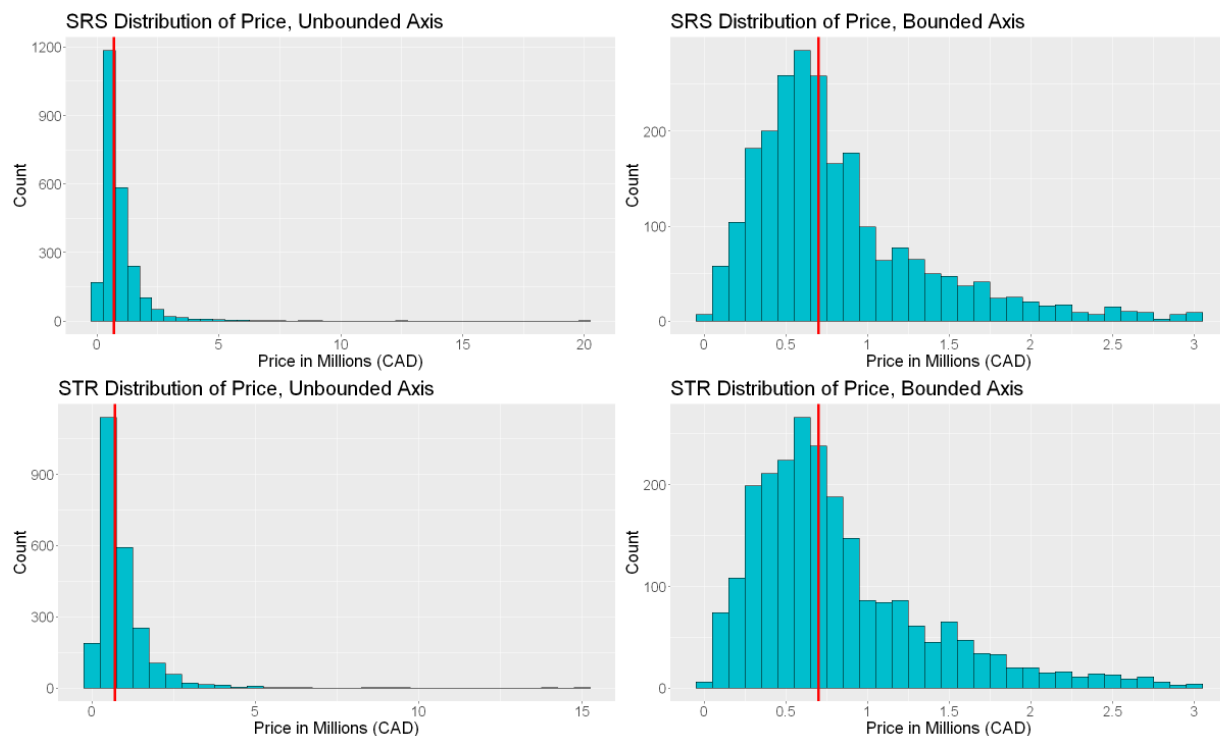 SRS Distribution of Price, Unbounded Axis
1200
900
600
300
0
Count
0 5 10 15 20
Price in Millions (CAD)
SRS Distribution of Price, Bounded Axis
200
100
0
Count
0 0.5 1 1.5 2 2.5 3
Price in Millions (CAD)
STR Distribution of Price, Unbounded Axis
900
600
300
0
Count
0 5 10 15
Price in Millions (CAD)
STR Distribution of Price, Bounded Axis
200
100
0
Count
0 0.5 1 1.5 2 2.5 3
Price in Millions (CAD)